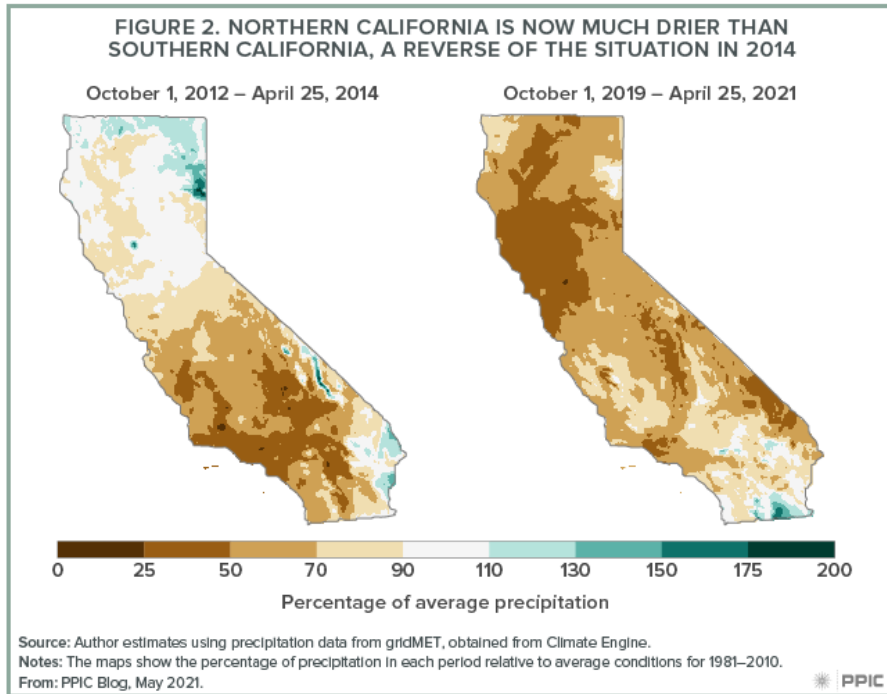 FIGURE 2. NORTHERN CALIFORNIA IS NOW MUCH DRIER THAN
SOUTHERN CALIFORNIA, A REVERSE OF THE SITUATION IN 2014
October 1, 2012 – April 25, 2014
October 1, 2019 – April 25, 2021
0 25 50 70 90 110 130 150 175 200
Percentage of average precipitation
Source: Author estimates using precipitation data from gridMET, obtained from Climate Engine.
Notes: The maps show the percentage of precipitation in each period relative to average conditions for 1981–2010.
From: PPIC Blog, May 2021.
PPIC